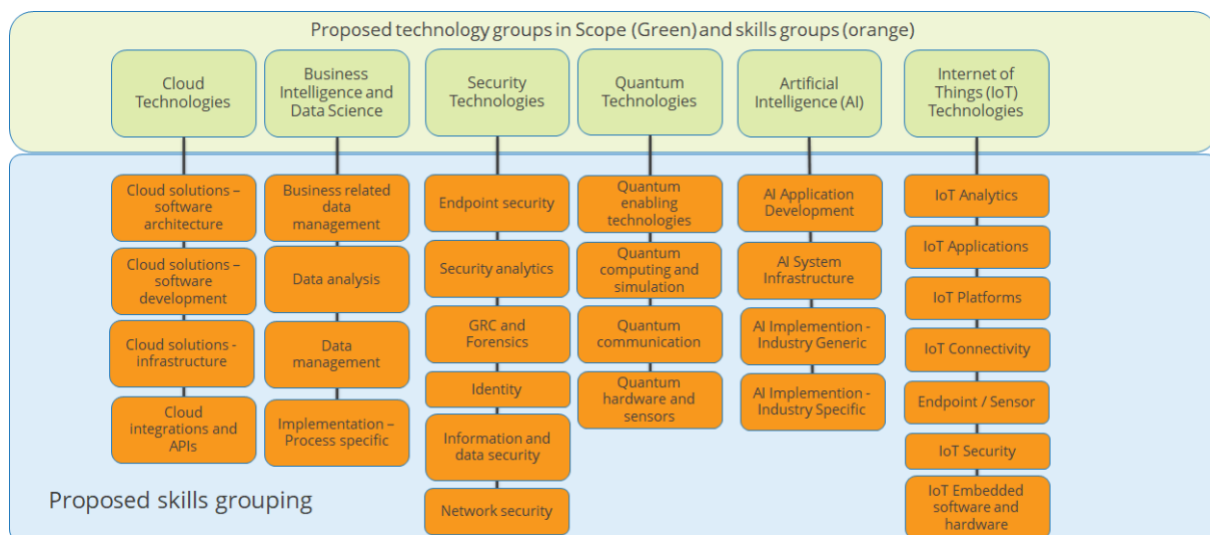 Proposed technology groups in Scope (Green) and skills groups (orange)
Cloud
Technologies
Business
Intelligence and
Data Science
Security
Technologies
Quantum
Technologies
Artificial
Intelligence (AI)
Internet of
Things (IoT)
Technologies
Cloud solutions –
software
architecture
Cloud solutions –
software
development
Cloud solutions -
infrastructure
Cloud
integrations and
APIs
Business related
data
management
Data analysis
Data
management
Implementation –
Process specific
Endpoint security
Security analytics
GRC and
Forensics
Identity
Information and
data security
Network security
Quantum
enabling
technologies
Quantum
computing and
simulation
Quantum
communication
Quantum
hardware and
sensors
AI Application
Development
AI System
Infrastructure
AI Implemention -
Industry Generic
AI Implemention -
Industry Specific
IoT Analytics
IoT Applications
IoT Platforms
IoT Connectivity
Endpoint / Sensor
IoT Security
IoT Embedded
software and
hardware
Proposed skills grouping